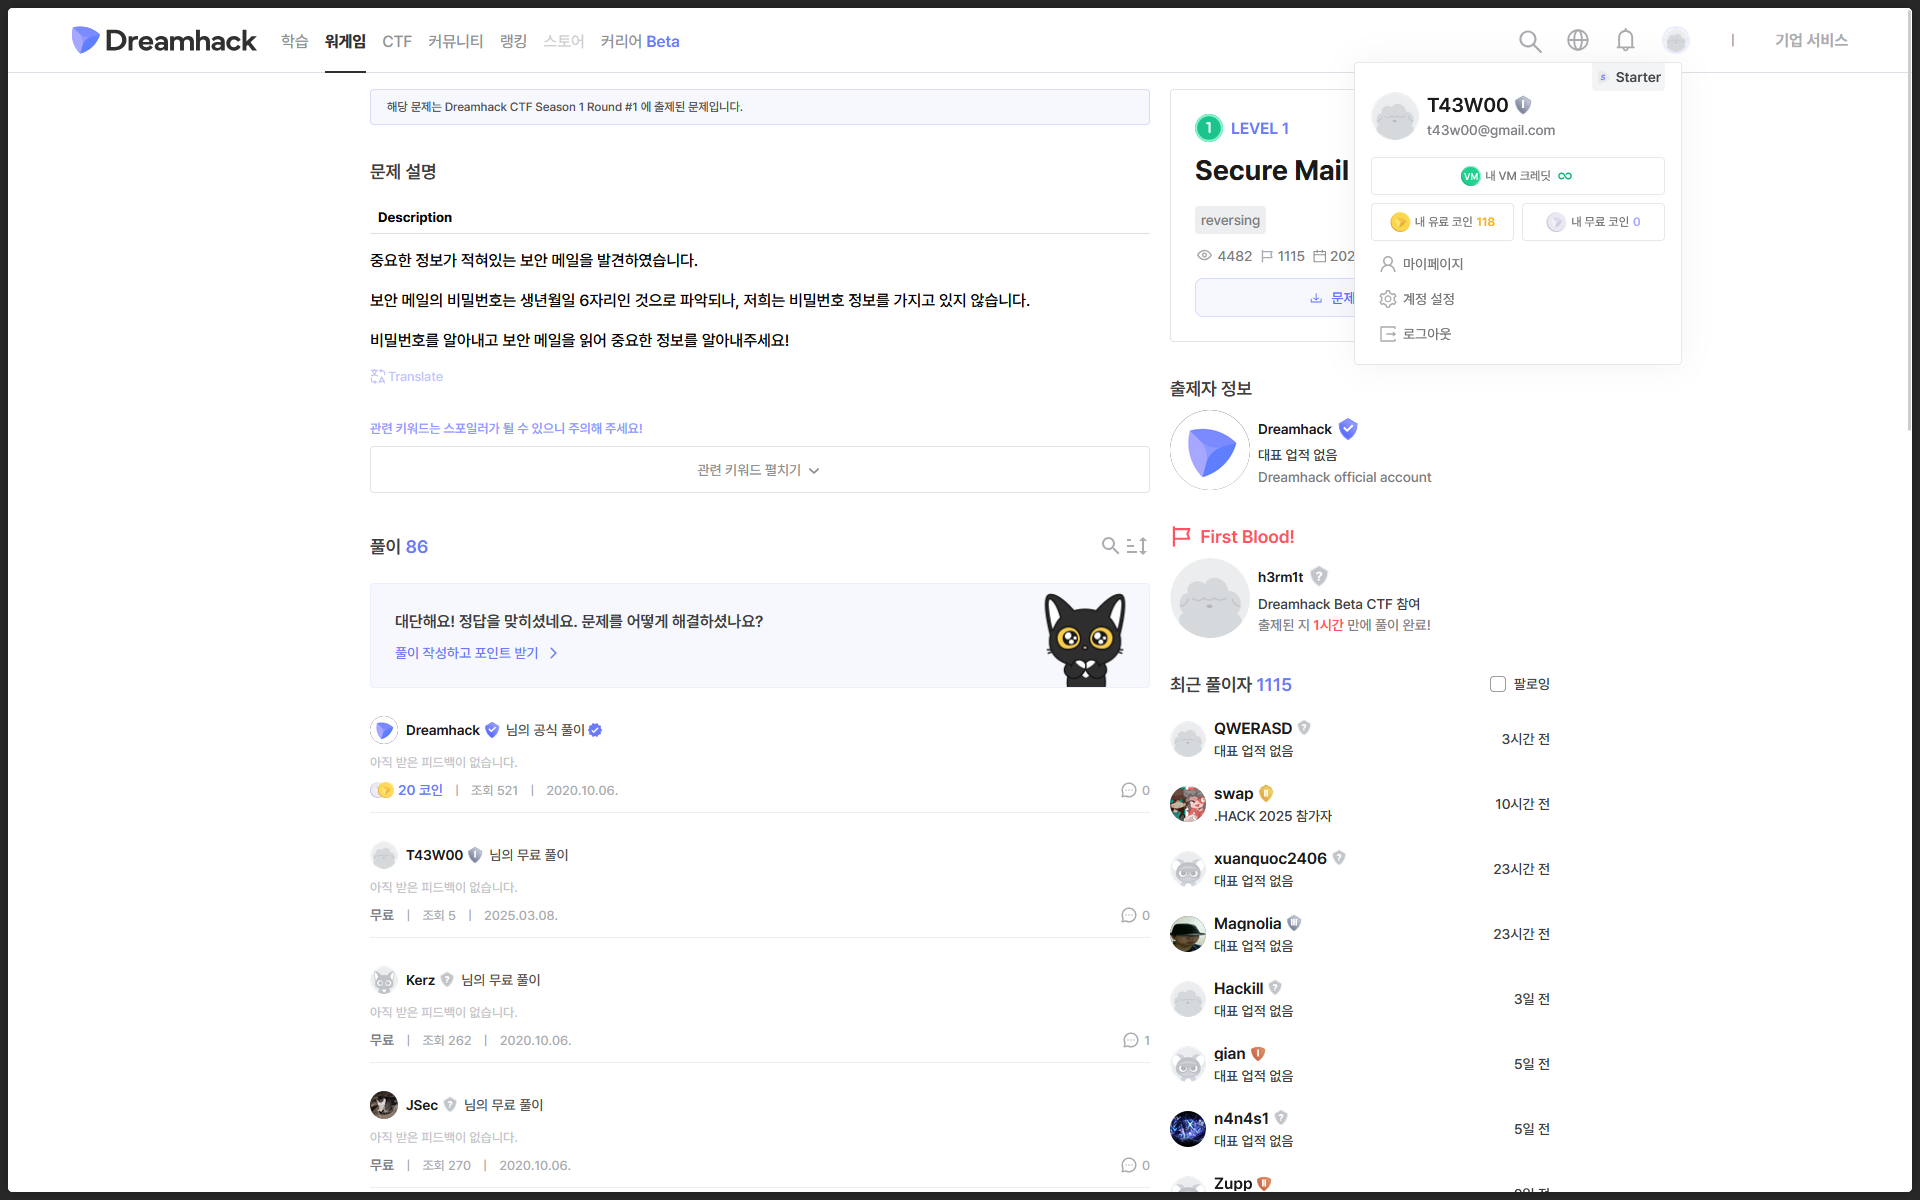 Dreamhack
학습
워게임
CTF
커뮤니티
랭킹
스토어
커리어 Beta
기업 서비스
Starter
T43W00
t43w00@gmail.com
VM 내 VM 크레딧 ∞
내 유료 코인 118
내 무료 코인 0
마이페이지
계정 설정
로그아웃
해당 문제는 Dreamhack CTF Season 1 Round #1 에 출제된 문제입니다.
문제 설명
Description
중요한 정보가 적혀있는 보안 메일을 발견하였습니다.
보안 메일의 비밀번호는 생년월일 6자리인 것으로 파악되나, 저희는 비밀번호 정보를 가지고 있지 않습니다.
비밀번호를 알아내고 보안 메일을 읽어 중요한 정보를 알아내주세요!
Translate
관련 키워드는 스포일러가 될 수 있으니 주의해 주세요!
관련 키워드 펼치기
풀이 86
대단해요! 정답을 맞히셨네요. 문제를 어떻게 해결하셨나요?
풀이 작성하고 포인트 받기
Dreamhack 님의 공식 풀이
아직 받은 피드백이 없습니다.
20 코인 | 조회 521 | 2020.10.06.
0
T43W00 님의 무료 풀이
아직 받은 피드백이 없습니다.
무료 | 조회 5 | 2025.03.08.
0
Kerz 님의 무료 풀이
아직 받은 피드백이 없습니다.
무료 | 조회 262 | 2020.10.06.
1
JSec 님의 무료 풀이
아직 받은 피드백이 없습니다.
무료 | 조회 270 | 2020.10.06.
0
1 LEVEL 1
Secure Mail
reversing
4482 1115 202
문제
출제자 정보
Dreamhack
대표 업적 없음
Dreamhack official account
First Blood!
h3rm1t
Dreamhack Beta CTF 참여
출제된 지 1시간 만에 풀이 완료!
최근 풀이자 1115
팔로잉
QWERASD
대표 업적 없음
3시간 전
swap
.HACK 2025 참가자
10시간 전
xuanquoc2406
대표 업적 없음
23시간 전
Magnolia
대표 업적 없음
23시간 전
Hackill
대표 업적 없음
3일 전
gian
대표 업적 없음
5일 전
n4n4s1
대표 업적 없음
5일 전
Zupp